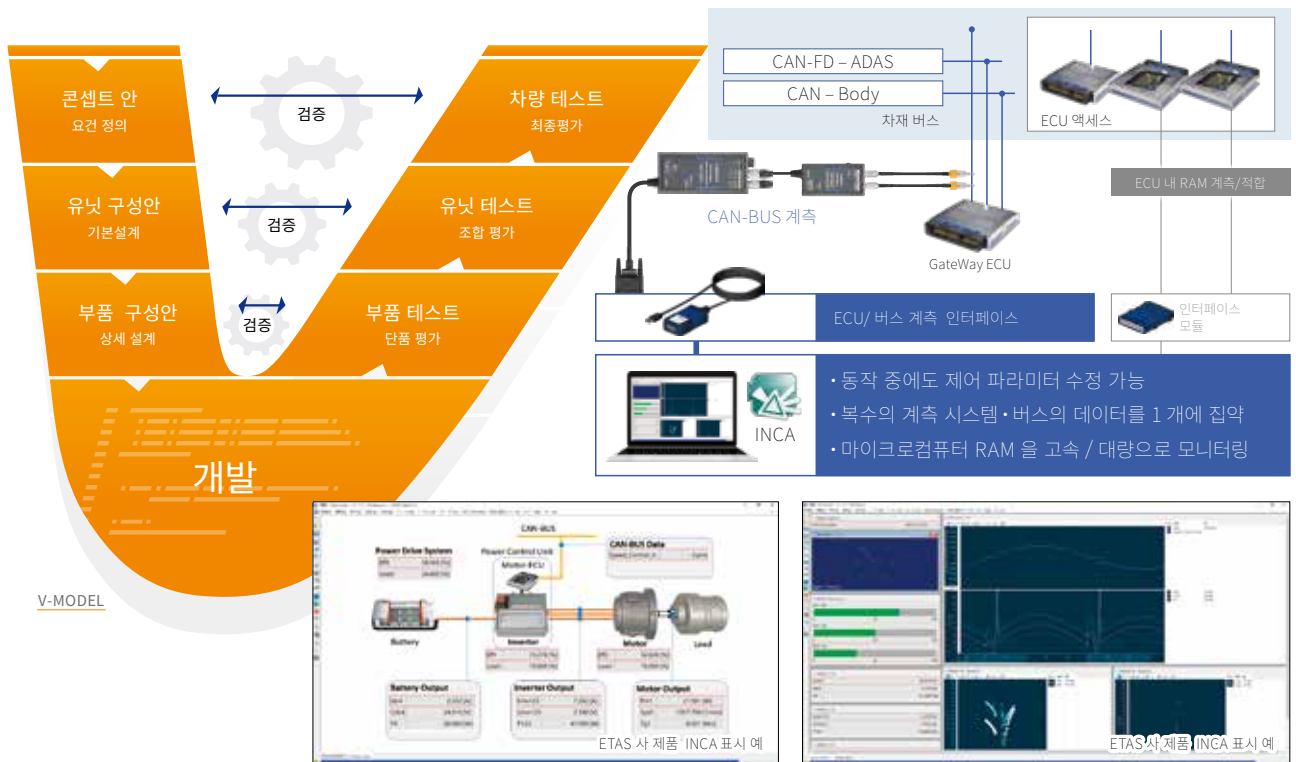 콘셉트 안
요건 정의
검증
차량 테스트
최종평가
유닛 구성안
기본설계
검증
유닛 테스트
조합 평가
부품 구성안
상세 설계
검증
부품 테스트
단품 평가
개발
V-MODEL
CAN-FD – ADAS
CAN – Body
차재 버스
ECU 액세스
ECU 내 RAM 계측/적합
CAN-BUS 계측
GateWay ECU
ECU/ 버스 계측 인터페이스
인터페이스
모듈
INCA
• 동작 중에도 제어 파라미터 수정 가능
• 복수의 계측 시스템 • 버스의 데이터를 1 개에 집약
• 마이크로컴퓨터 RAM 을 고속 / 대량으로 모니터링
CAN-BUS
Power Drive System
Power Control Unit
Motor-ECU
CAN-BUS Data
Battery
Inverter
Motor
Load
Battery Output
Inverter Output
Motor Output
ETAS 사 제품 INCA 표시 예
ETAS 사 제품 INCA 표시 예